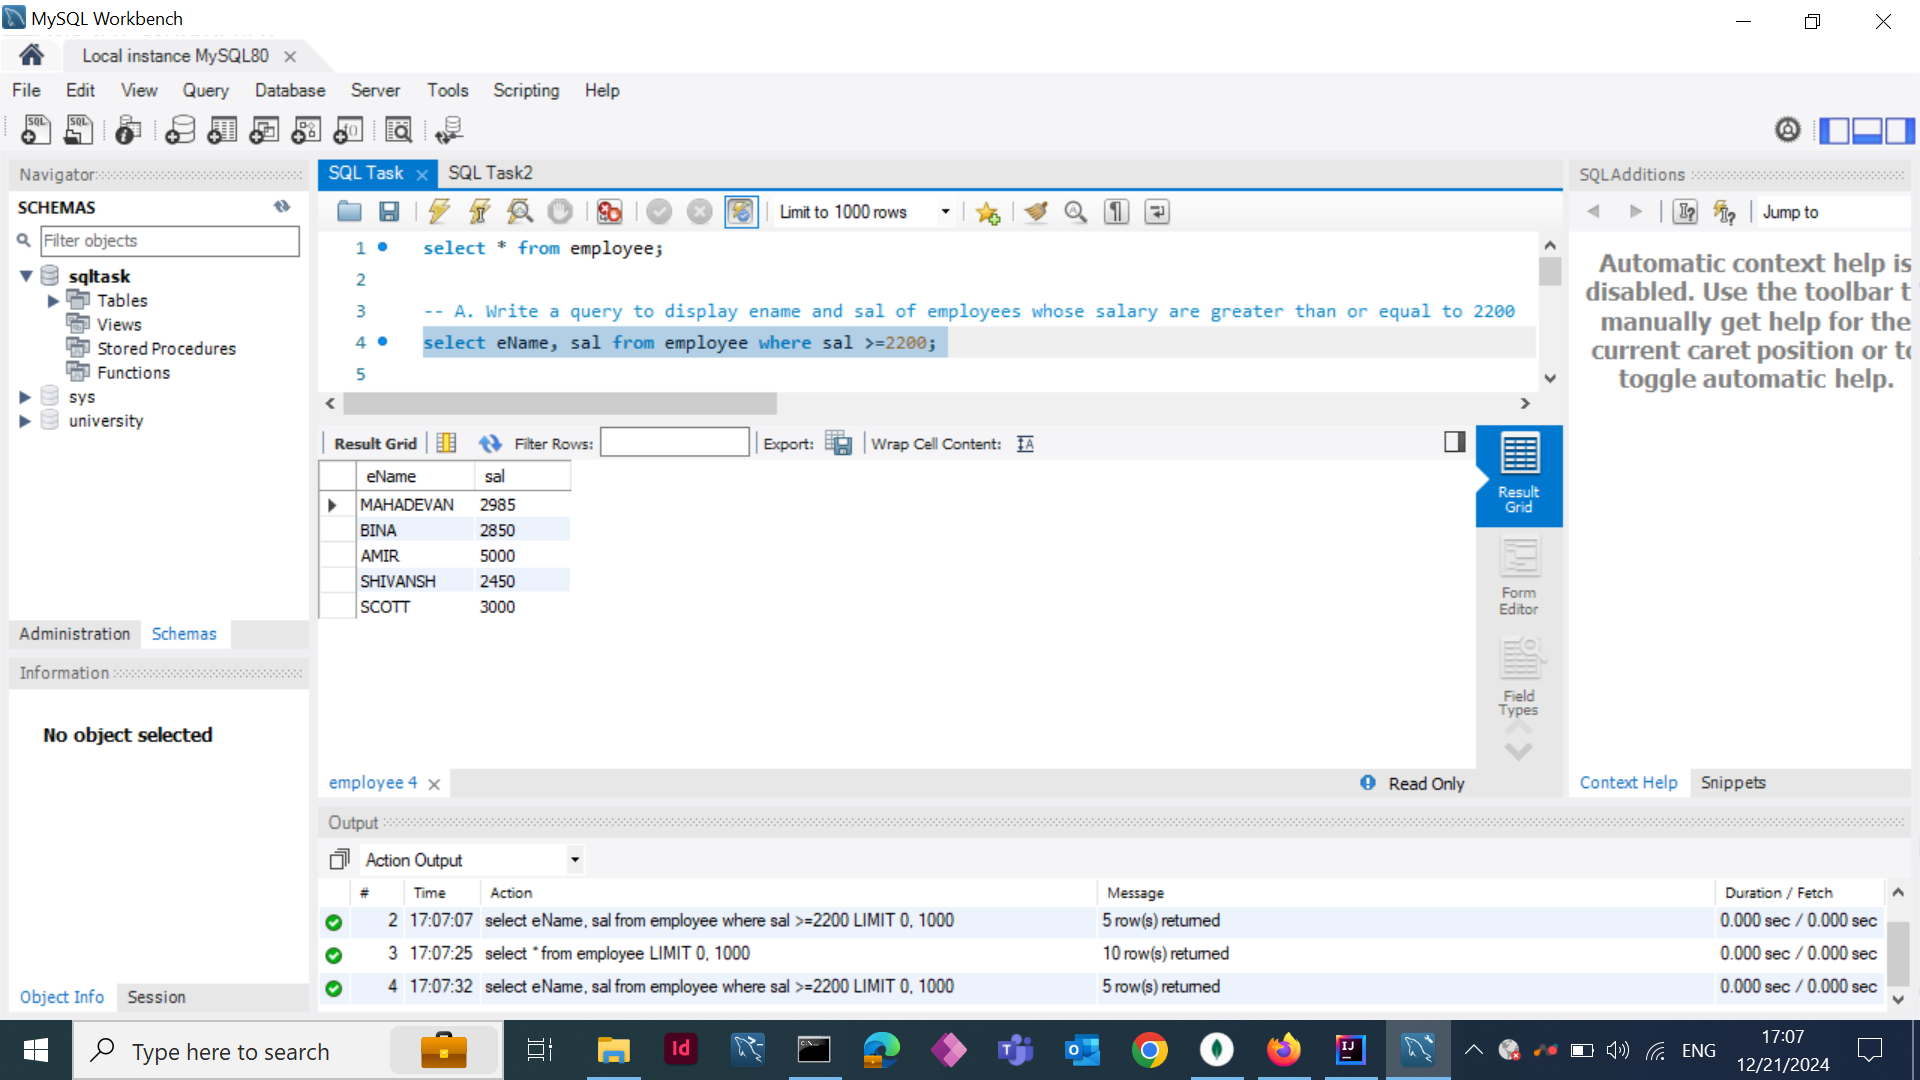 MySQL Workbench
Local instance MySQL80
File Edit View Query Database Server Tools Scripting Help
Navigator
SCHEMAS
Filter objects
sqltask
Tables
Views
Stored Procedures
Functions
sys
university
Administration Schemas
Information
No object selected
Object Info Session
SQL Task SQL Task2
Limit to 1000 rows
1 select * from employee;
2
3 -- A. Write a query to display ename and sal of employees whose salary are greater than or equal to 2200
4 select eName, sal from employee where sal >=2200;
5
Result Grid Filter Rows: Export: Wrap Cell Content:
eName sal
MAHADEVAN 2985
BINA 2850
AMIR 5000
SHIVANSH 2450
SCOTT 3000
Result
Grid
Form
Editor
Field
Types
employee 4 Read Only
SQLAdditions
Jump to
Automatic context help is
disabled. Use the toolbar t
manually get help for the
current caret position or to
toggle automatic help.
Context Help Snippets
Output
Action Output
# Time Action Message Duration / Fetch
2 17:07:07 select eName, sal from employee where sal >=2200 LIMIT 0, 1000 5 row(s) returned 0.000 sec / 0.000 sec
3 17:07:25 select * from employee LIMIT 0, 1000 10 row(s) returned 0.000 sec / 0.000 sec
4 17:07:32 select eName, sal from employee where sal >=2200 LIMIT 0, 1000 5 row(s) returned 0.000 sec / 0.000 sec
Type here to search
ENG
17:07
12/21/2024